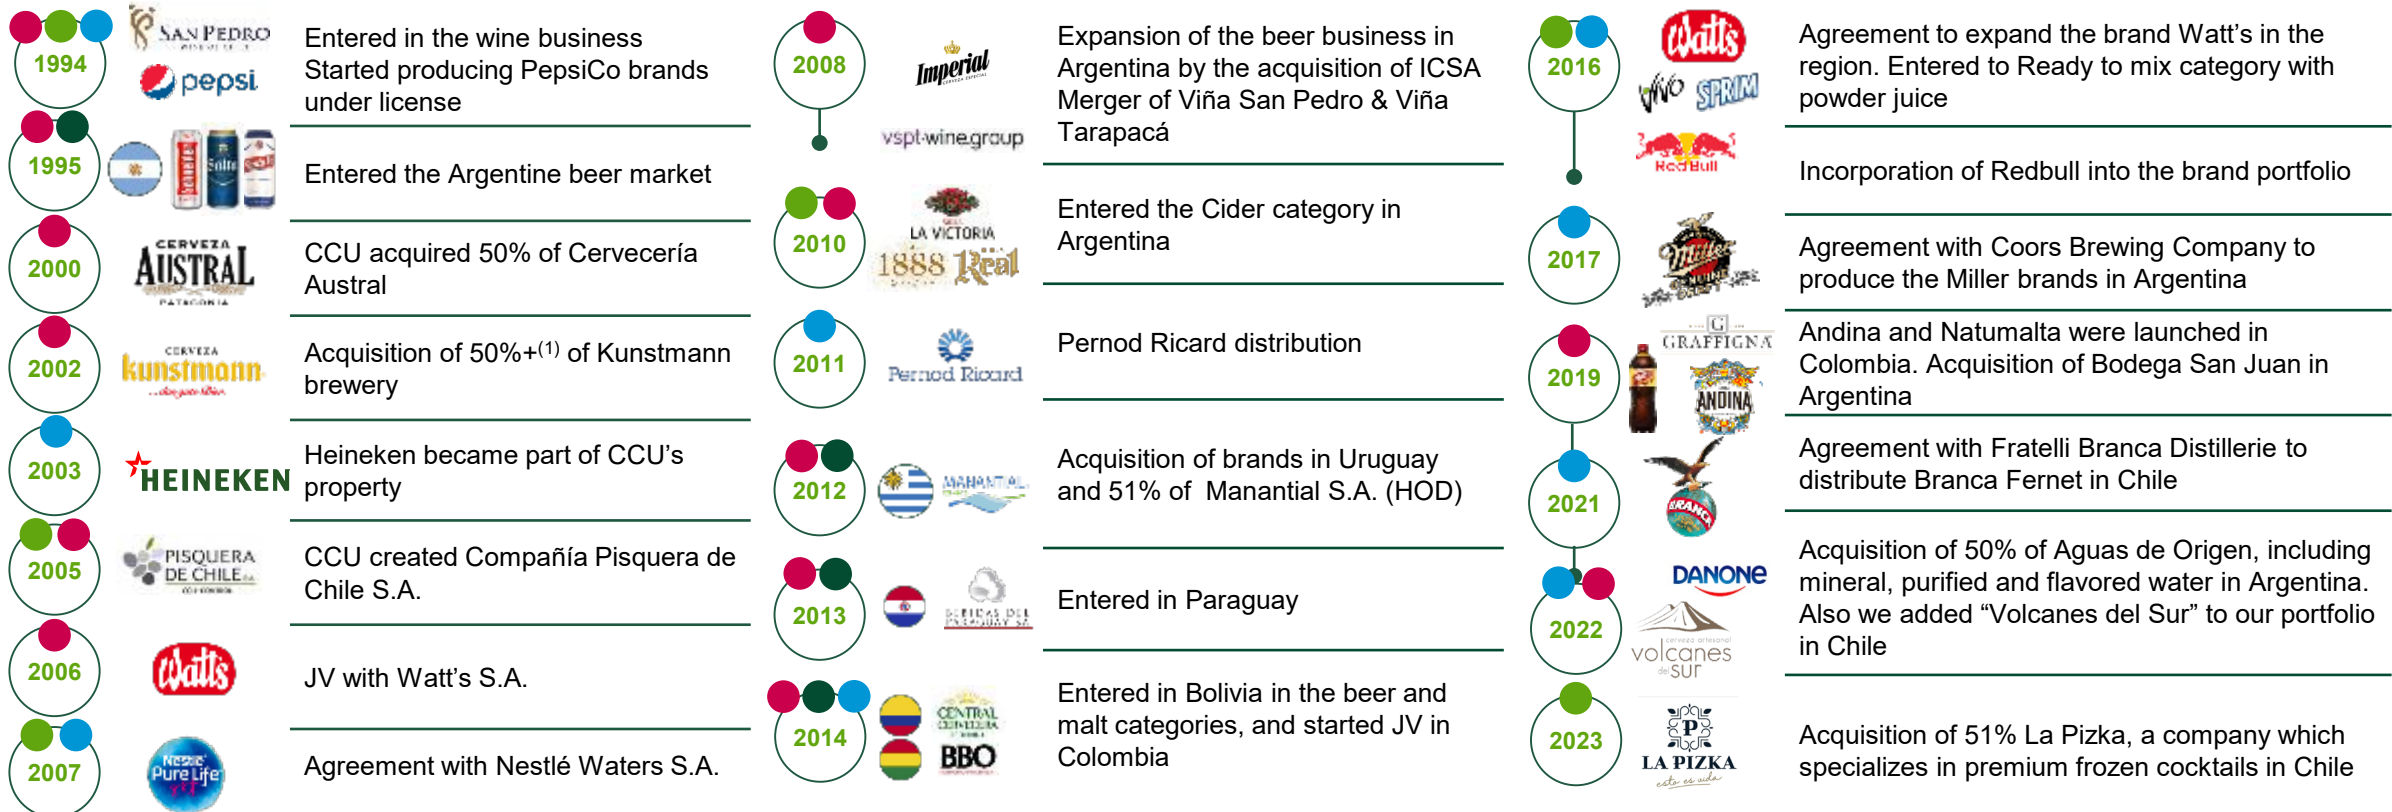 1994
SAN PEDRO
pepsi
Entered in the wine business
Started producing PepsiCo brands
under license
1995
Entered the Argentine beer market
2000
CERVEZA
AUSTRAL
PATAGONIA
CCU acquired 50% of Cervecería
Austral
2002
CERVEZA
kunstmann
Acquisition of 50%+(1) of Kunstmann
brewery
2003
HEINEKEN
Heineken became part of CCU’s
property
2005
PISQUERA
DE CHILE
CCU created Compañía Pisquera de
Chile S.A.
2006
Watt's
JV with Watt’s S.A.
2007
Nestlé
Pure Life
Agreement with Nestlé Waters S.A.
2008
Imperial
vspt·wine.group
Expansion of the beer business in
Argentina by the acquisition of ICSA
Merger of Viña San Pedro & Viña
Tarapacá
2010
LA VICTORIA
1888 Real
Entered the Cider category in
Argentina
2011
Pernod Ricard
Pernod Ricard distribution
2012
MANANTIAL
Acquisition of brands in Uruguay
and 51% of Manantial S.A. (HOD)
2013
BEBIDAS DEL
PARAGUAY S.A.
Entered in Paraguay
2014
CENTRAL
CERVECERA
BBO
Entered in Bolivia in the beer and
malt categories, and started JV in
Colombia
2016
Watt's
Vivo SPRIM
Red Bull
Agreement to expand the brand Watt’s in the
region. Entered to Ready to mix category with
powder juice
Incorporation of Redbull into the brand portfolio
2017
Miller
Agreement with Coors Brewing Company to
produce the Miller brands in Argentina
2019
G
GRAFFIGNA
ANDINA
Andina and Natumalta were launched in
Colombia. Acquisition of Bodega San Juan in
Argentina
2021
BRANCA
Agreement with Fratelli Branca Distillerie to
distribute Branca Fernet in Chile
2022
DANONE
cerveza artesanal
volcanes
del sur
Acquisition of 50% of Aguas de Origen, including
mineral, purified and flavored water in Argentina.
Also we added “Volcanes del Sur” to our portfolio
in Chile
2023
P
LA PIZKA
esto es vida
Acquisition of 51% La Pizka, a company which
specializes in premium frozen cocktails in Chile